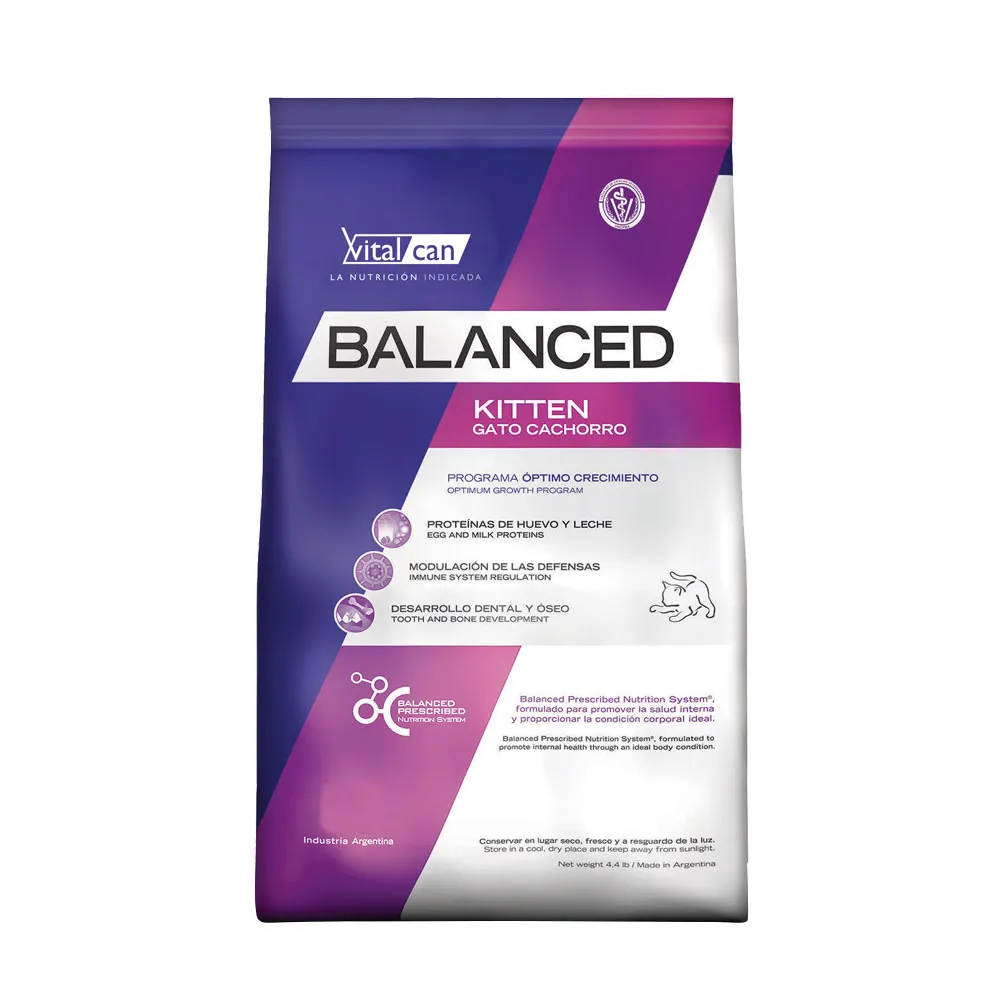 Vital can
LA NUTRICIÓN INDICADA
BALANCED
KITTEN
GATO CACHORRO
PROGRAMA ÓPTIMO CRECIMIENTO
OPTIMUM GROWTH PROGRAM
PROTEÍNAS DE HUEVO Y LECHE
EGG AND MILK PROTEINS
MODULACIÓN DE LAS DEFENSAS
IMMUNE SYSTEM REGULATION
DESARROLLO DENTAL Y ÓSEO
TOOTH AND BONE DEVELOPMENT
BALANCED
PRESCRIBED
NUTRITION SYSTEM
Balanced Prescribed Nutrition System®,
formulado para promover la salud interna
y proporcionar la condición corporal ideal.
Balanced Prescribed Nutrition System®, formulated to
promote internal health through an ideal body condition.
Industria Argentina
Conservar en lugar seco, fresco y a resguardo de la luz.
Store in a cool, dry place and keep away from sunlight.
Net weight 4,4 lb / Made in Argentina